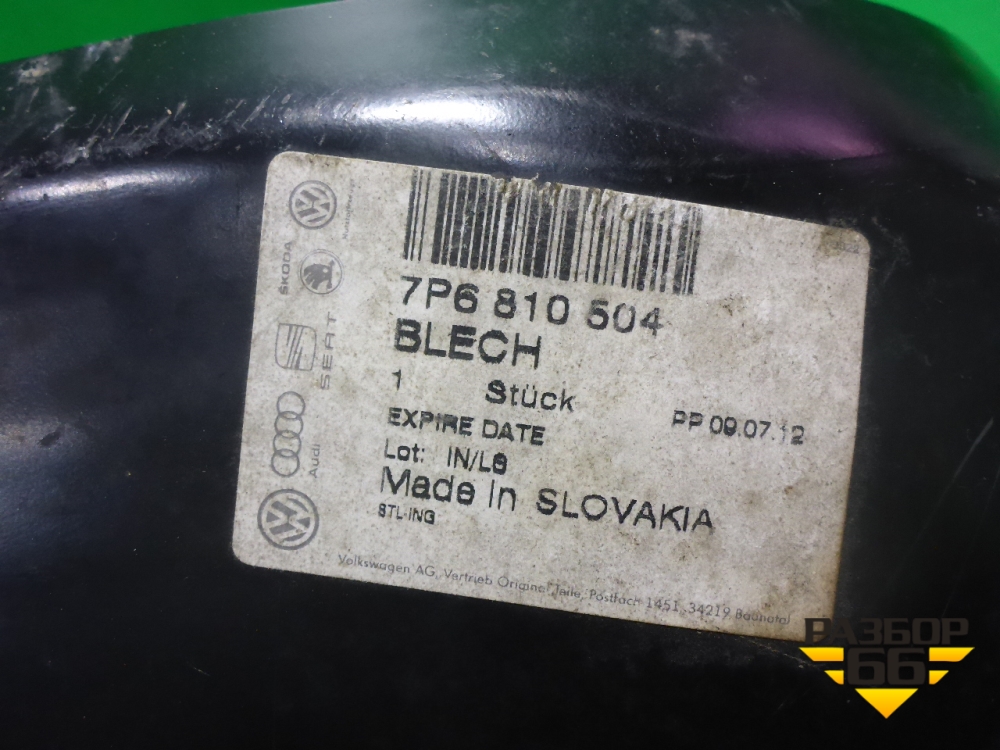 7P6 810 504
BLECH
1 Stück
PP 09.07.12
EXPIRE DATE
Lot: IN/L8
Made in SLOVAKIA
STL-ING
Volkswagen AG, Vertrieb Original Teile, Postfach 1451, 34219 Baunatal
ŠKODA
SEAT
Audi
РАЗБОР
66